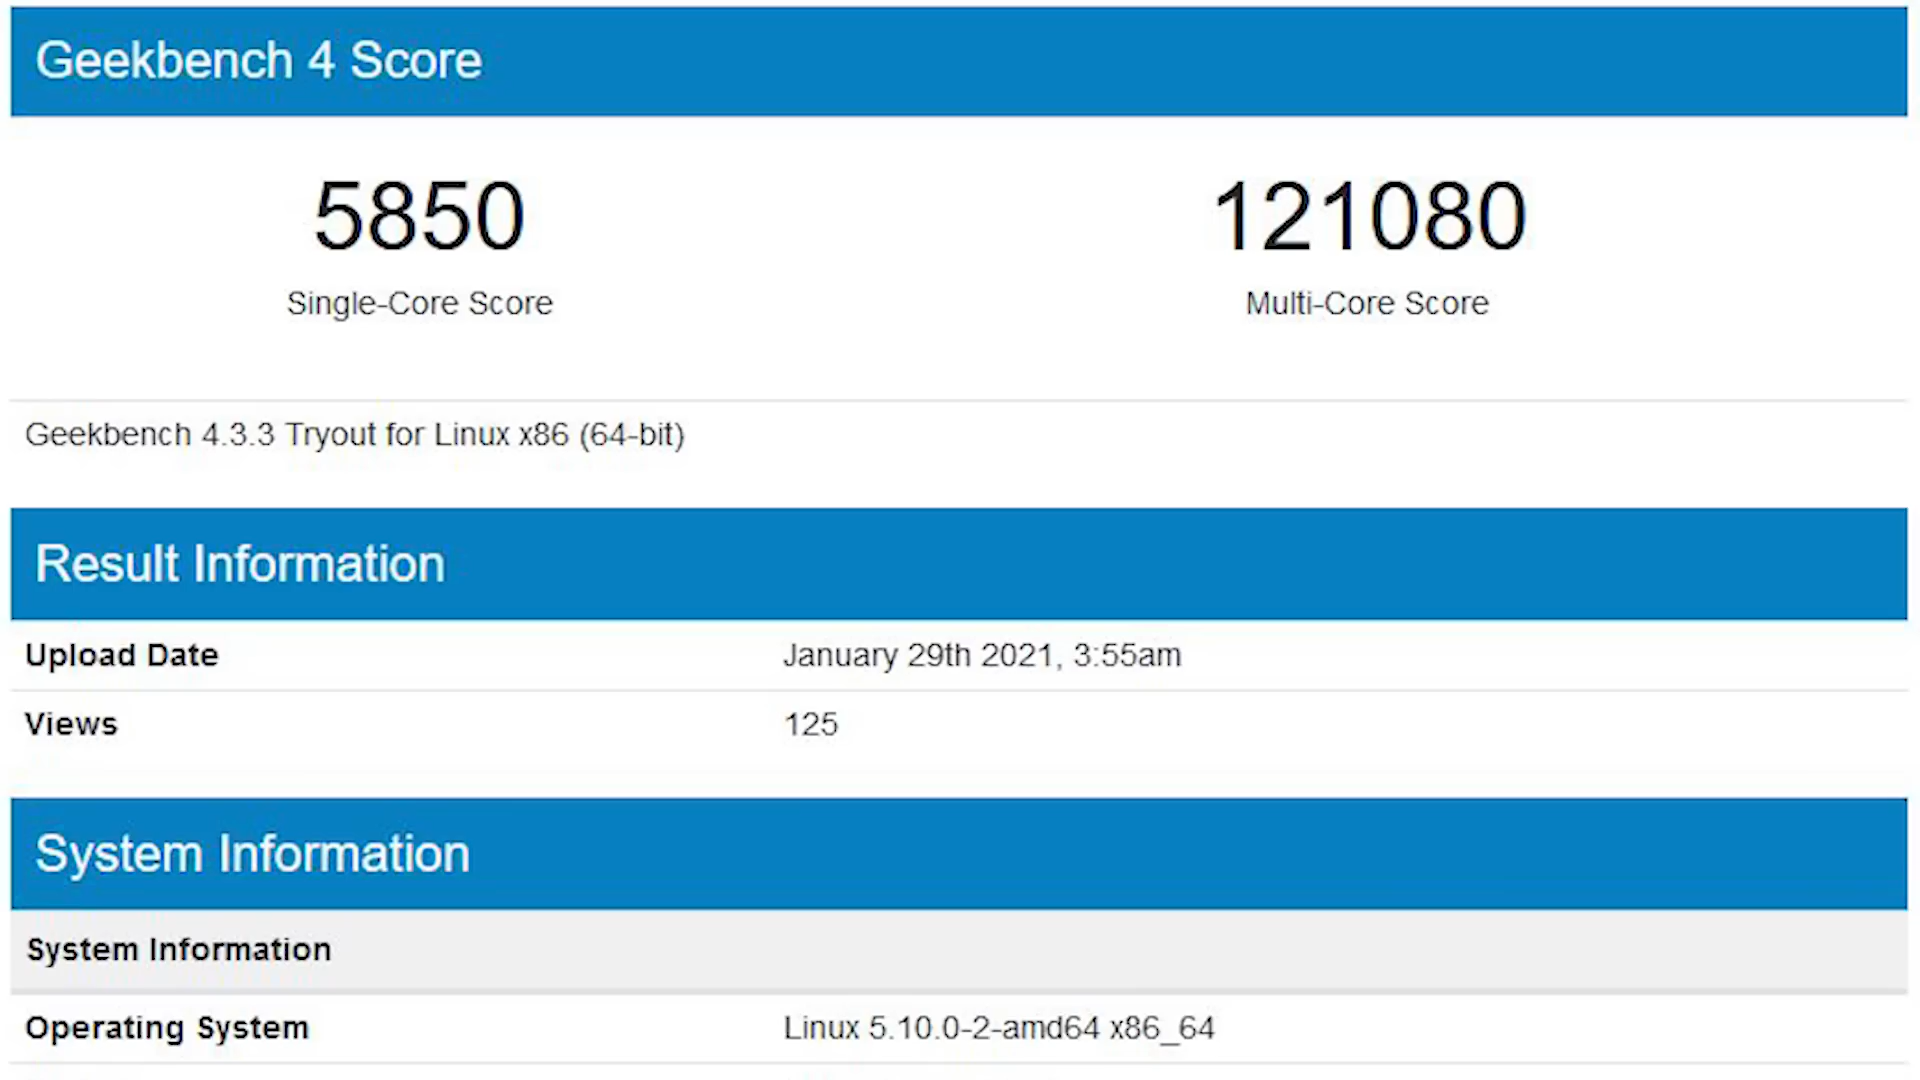 Geekbench 4 Score
5850 121080
Single-Core Score Multi-Core Score
Geekbench 4.3.3 Tryout for Linux x86 (64-bit)
Result Information
Upload Date January 29th 2021, 3:55am
Views 125
System Information
System Information
Operating System Linux 5.10.0-2-amd64 x86_64